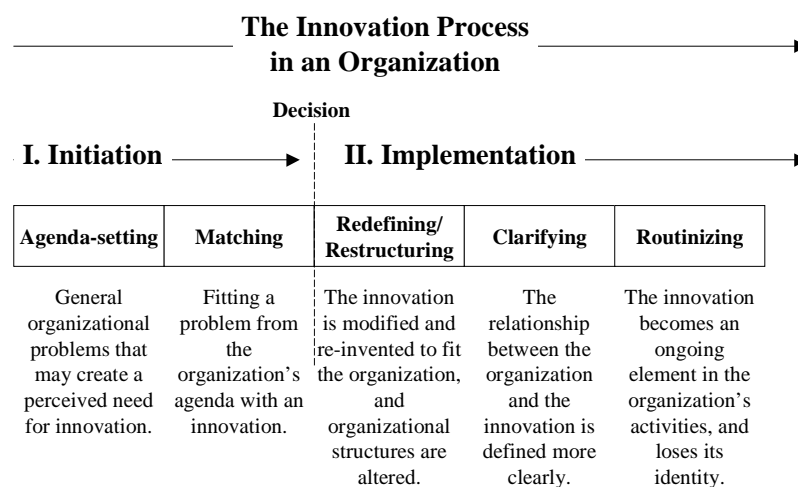 The Innovation Process
in an Organization
Decision
I. Initiation
II. Implementation
Agenda-setting
Matching
Redefining/
Restructuring
Clarifying
Routinizing
General
organizational
problems that
may create a
perceived need
for innovation.
Fitting a
problem from
the
organization’s
agenda with an
innovation.
The innovation
is modified and
re-invented to fit
the organization,
and
organizational
structures are
altered.
The
relationship
between the
organization
and the
innovation is
defined more
clearly.
The innovation
becomes an
ongoing
element in the
organization’s
activities, and
loses its
identity.